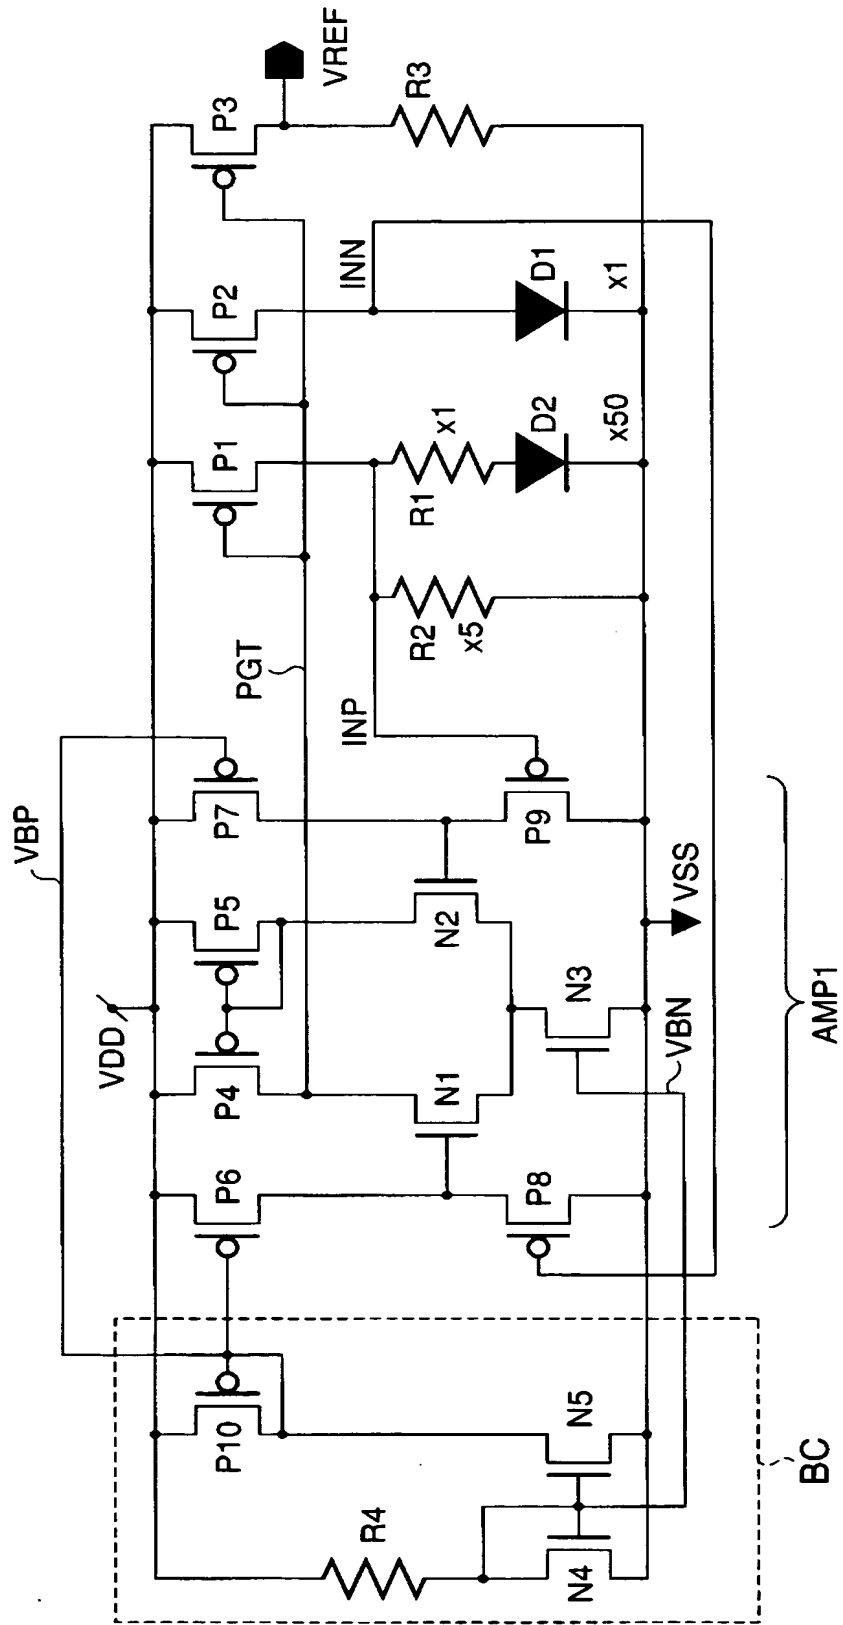 VREF
P3
R3
P2
INN
D1
x1
P1
R1
x1
D2
x50
PGT
R2
x5
INP
VBP
P7
P9
P5
N2
VDD
N3
VSS
P4
N1
VBN
P6
P8
AMP1
P10
N5
R4
N4
BC